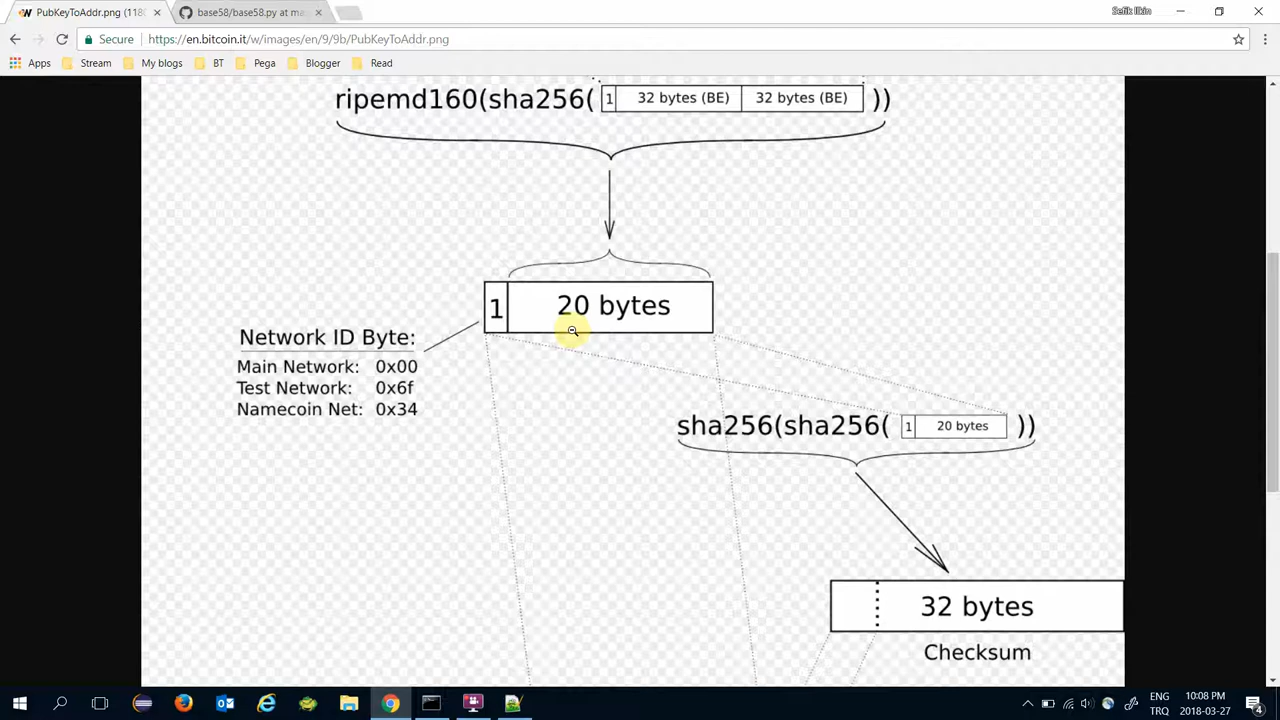 PubKeyToAddr.png (118
base58/base58.py at ma
Sefik Ilkin
Secure
https://en.bitcoin.it/w/images/en/9/9b/PubKeyToAddr.png
Apps Stream My blogs BT Pega Blogger Read
ripemd160(sha256( 1 32 bytes (BE) 32 bytes (BE) ))
1 20 bytes
Network ID Byte:
Main Network: 0x00
Test Network: 0x6f
Namecoin Net: 0x34
sha256(sha256( 1 20 bytes ))
32 bytes
Checksum
ENG 10:08 PM
TRQ 2018-03-27
4